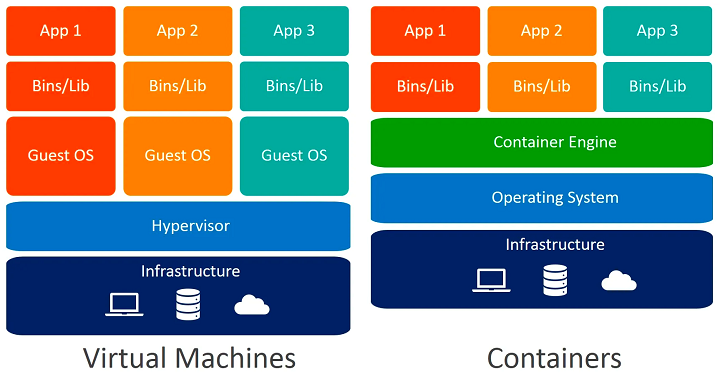 App 1
App 2
App 3
Bins/Lib
Bins/Lib
Bins/Lib
Guest OS
Guest OS
Guest OS
Hypervisor
Infrastructure
Virtual Machines
App 1
App 2
App 3
Bins/Lib
Bins/Lib
Bins/Lib
Container Engine
Operating System
Infrastructure
Containers